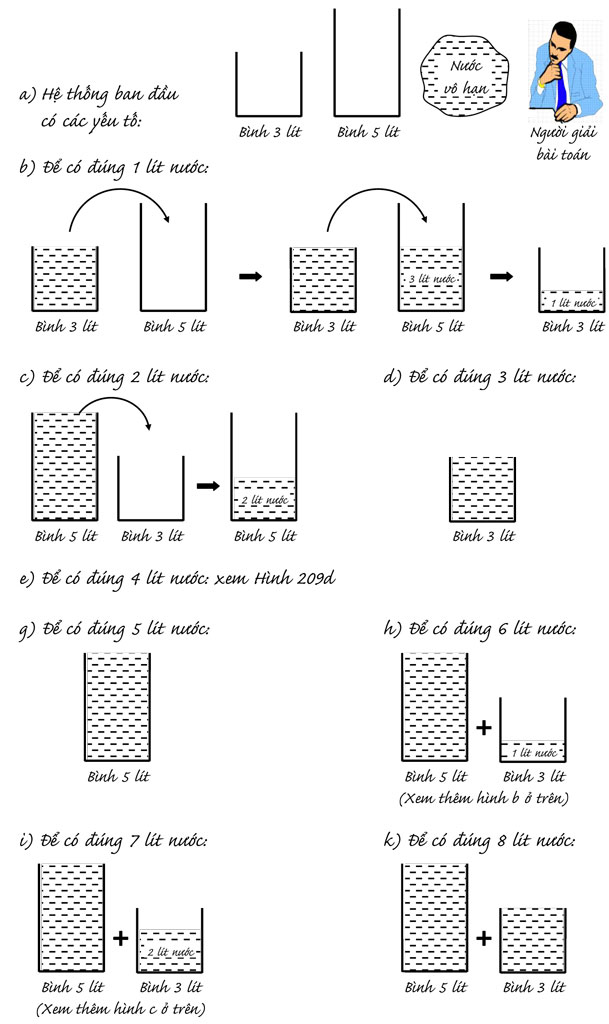 a) Hệ thống ban đầu
có các yếu tố:
Bình 3 lít
Bình 5 lít
Nước
vô hạn
Người giải
bài toán
b) Để có đúng 1 lít nước:
3 lít nước
1 lít nước
Bình 3 lít
Bình 5 lít
Bình 3 lít
Bình 5 lít
Bình 3 lít
c) Để có đúng 2 lít nước:
2 lít nước
Bình 5 lít
Bình 3 lít
Bình 5 lít
d) Để có đúng 3 lít nước:
Bình 3 lít
e) Để có đúng 4 lít nước: xem Hình 209d
g) Để có đúng 5 lít nước:
Bình 5 lít
h) Để có đúng 6 lít nước:
1 lít nước
Bình 5 lít
Bình 3 lít
(Xem thêm hình b ở trên)
i) Để có đúng 7 lít nước:
2 lít nước
Bình 5 lít
Bình 3 lít
(Xem thêm hình c ở trên)
k) Để có đúng 8 lít nước:
Bình 5 lít
Bình 3 lít